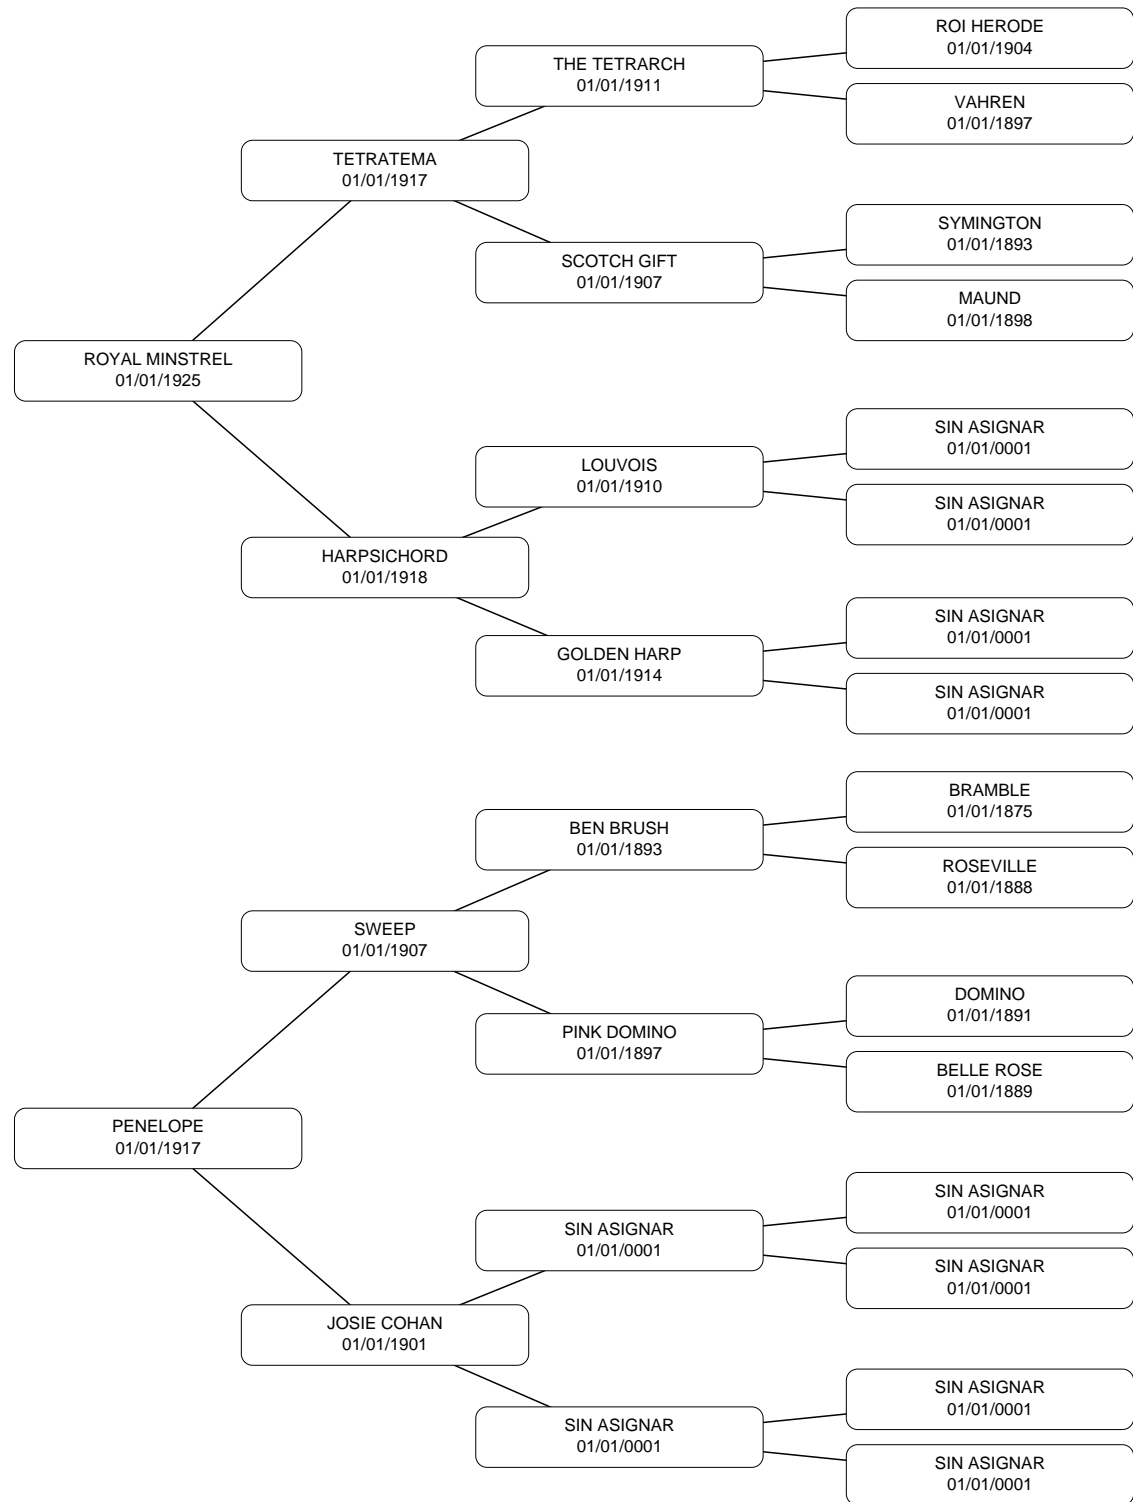 ROI HERODE
01/01/1904
THE TETRARCH
01/01/1911
VAHREN
01/01/1897
TETRATEMA
01/01/1917
SYMINGTON
01/01/1893
SCOTCH GIFT
01/01/1907
MAUND
01/01/1898
ROYAL MINSTREL
01/01/1925
SIN ASIGNAR
01/01/0001
LOUVOIS
01/01/1910
SIN ASIGNAR
01/01/0001
HARPSICHORD
01/01/1918
SIN ASIGNAR
01/01/0001
GOLDEN HARP
01/01/1914
SIN ASIGNAR
01/01/0001
BRAMBLE
01/01/1875
BEN BRUSH
01/01/1893
ROSEVILLE
01/01/1888
SWEEP
01/01/1907
DOMINO
01/01/1891
PINK DOMINO
01/01/1897
BELLE ROSE
01/01/1889
PENELOPE
01/01/1917
SIN ASIGNAR
01/01/0001
SIN ASIGNAR
01/01/0001
SIN ASIGNAR
01/01/0001
JOSIE COHAN
01/01/1901
SIN ASIGNAR
01/01/0001
SIN ASIGNAR
01/01/0001
SIN ASIGNAR
01/01/0001